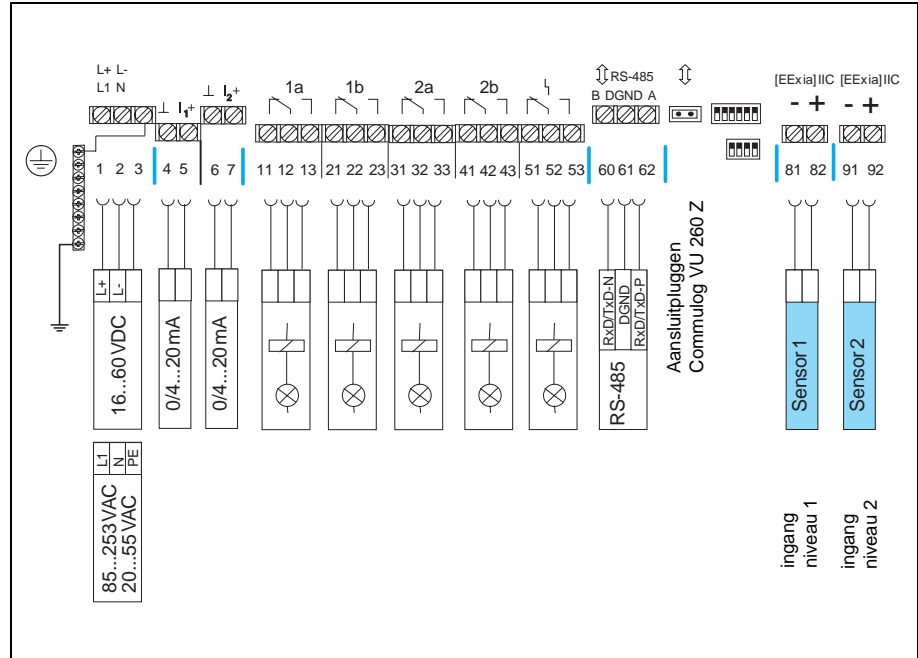 L+ L-
L1 N
⊥ I1+
⊥ I2+
1a
1b
2a
2b
RS-485
B DGND A
[EExia] IIC
- +
[EExia] IIC
- +
1 2 3
4 5
6 7
11 12 13
21 22 23
31 32 33
41 42 43
51 52 53
60 61 62
81 82
91 92
L+
L-
16...60 VDC
0/4...20 mA
0/4...20 mA
RxD/TxD-N
DGND
RxD/TxD-P
RS-485
Aansluitpluggen
Commulog VU 260 Z
Sensor 1
Sensor 2
L1
N
PE
85...253 VAC
20...55 VAC
ingang
niveau 1
ingang
niveau 2